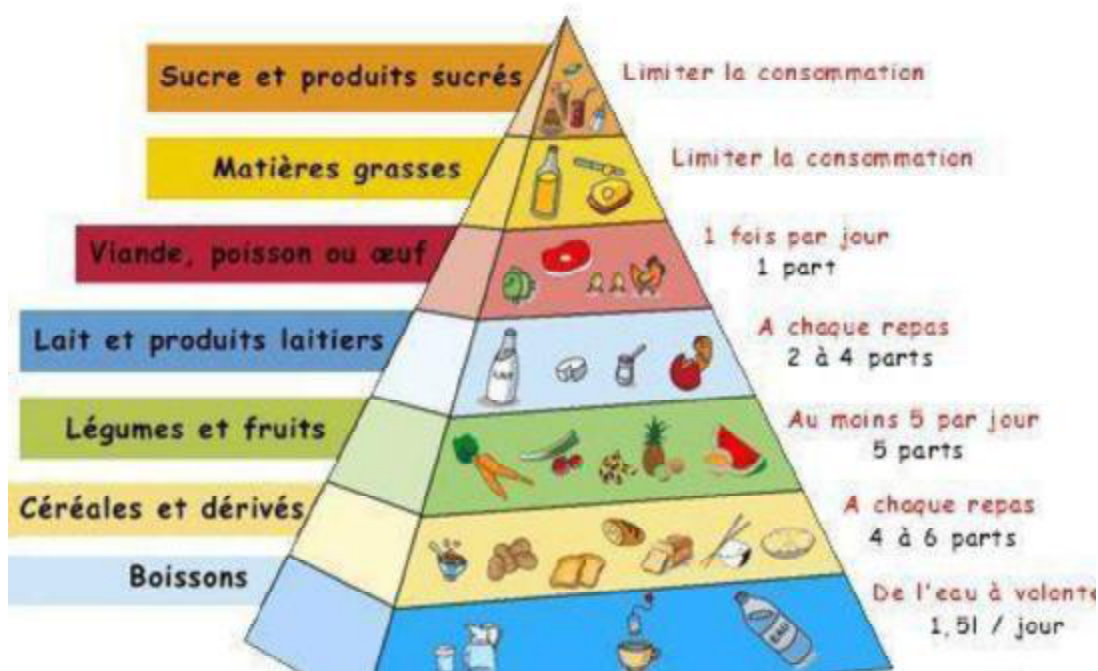 Sucre et produits sucrés
Limiter la consommation
Matières grasses
Limiter la consommation
Viande, poisson ou œuf
1 fois par jour
1 part
Lait et produits laitiers
A chaque repas
2 à 4 parts
Légumes et fruits
Au moins 5 par jour
5 parts
Céréales et dérivés
A chaque repas
4 à 6 parts
Boissons
De l'eau à volonté
1,5l / jour
LAIT
EAU